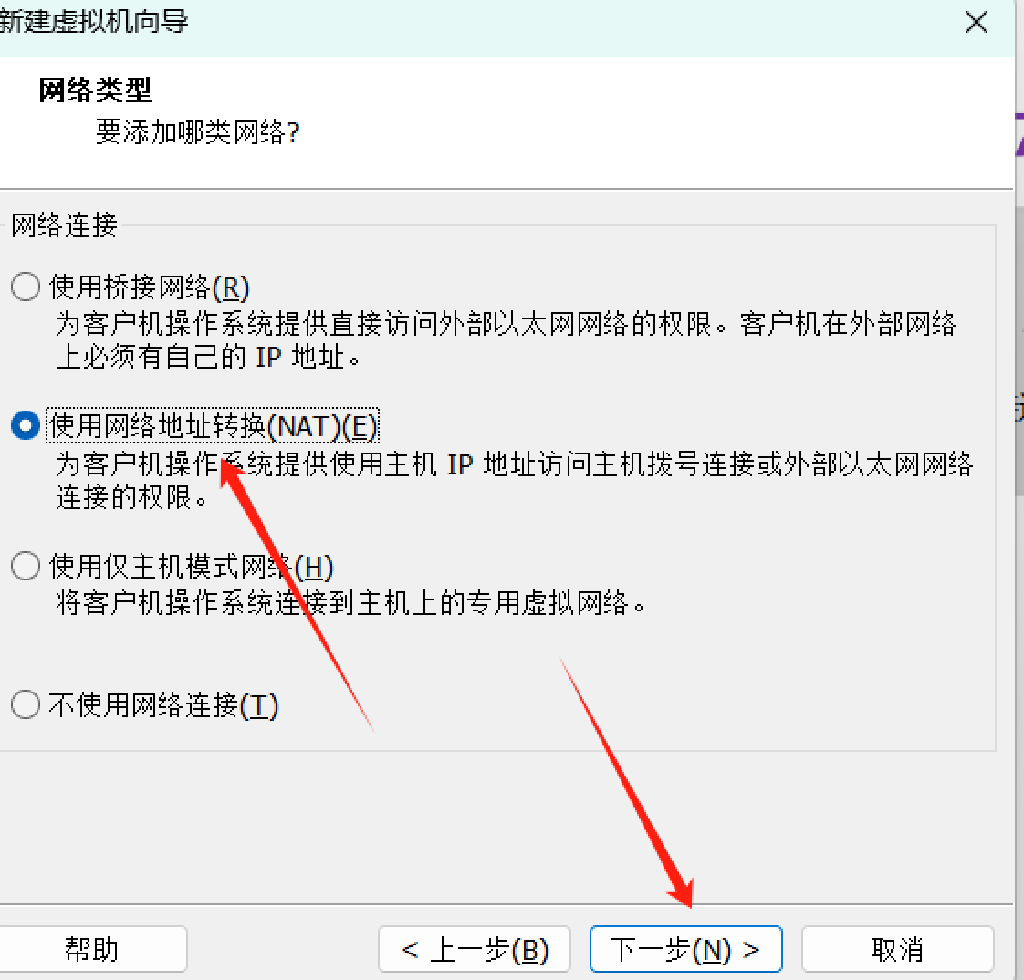 新建虚拟机向导
网络类型
要添加哪类网络?
网络连接
使用桥接网络(R)
为客户机操作系统提供直接访问外部以太网网络的权限。客户机在外部网络
上必须有自己的 IP 地址。
使用网络地址转换(NAT)(E)
为客户机操作系统提供使用主机 IP 地址访问主机拨号连接或外部以太网网络
连接的权限。
使用仅主机模式网络(H)
将客户机操作系统连接到主机上的专用虚拟网络。
不使用网络连接(T)
帮助
< 上一步(B)
下一步(N) >
取消